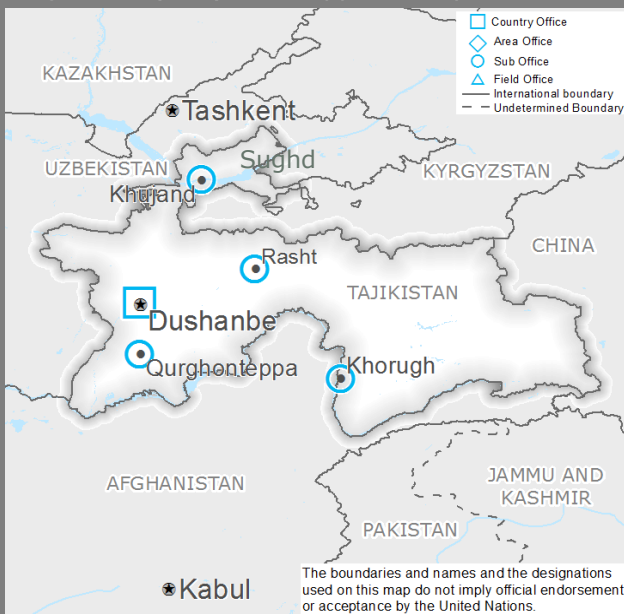 Country Office
Area Office
Sub Office
Field Office
International boundary
Undetermined Boundary
KAZAKHSTAN
Tashkent
Sughd
UZBEKISTAN
KYRGYZSTAN
Khujand
CHINA
Rasht
TAJIKISTAN
Dushanbe
Qurghonteppa
Khorugh
AFGHANISTAN
JAMMU AND
KASHMIR
PAKISTAN
Kabul
The boundaries and names and the designations
used on this map do not imply official endorsement
or acceptance by the United Nations.